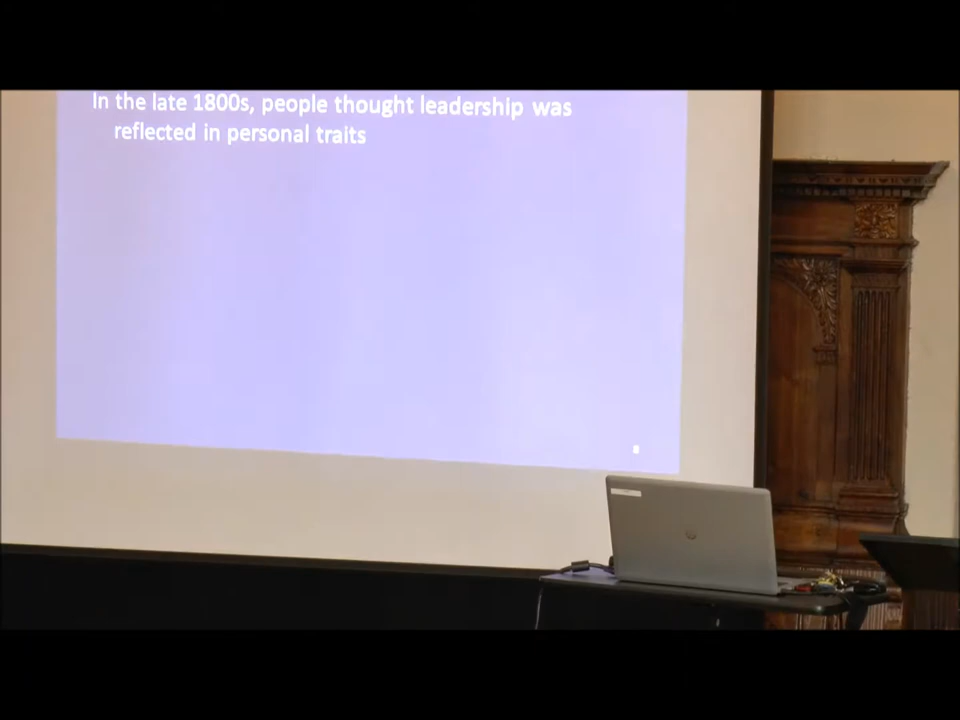 In the late 1800s, people thought leadership was
reflected in personal traits